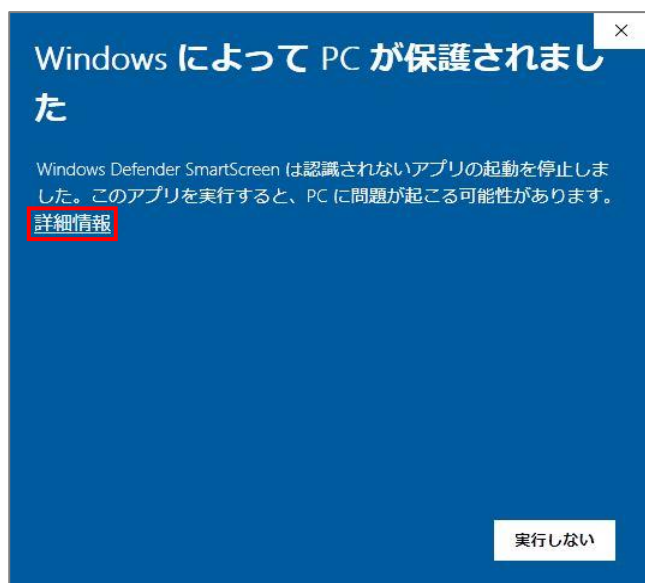 Windows によって PC が保護されまし
た
Windows Defender SmartScreen は認識されないアプリの起動を停止しま
した。このアプリを実行すると、PC に問題が起こる可能性があります。
詳細情報
実行しない